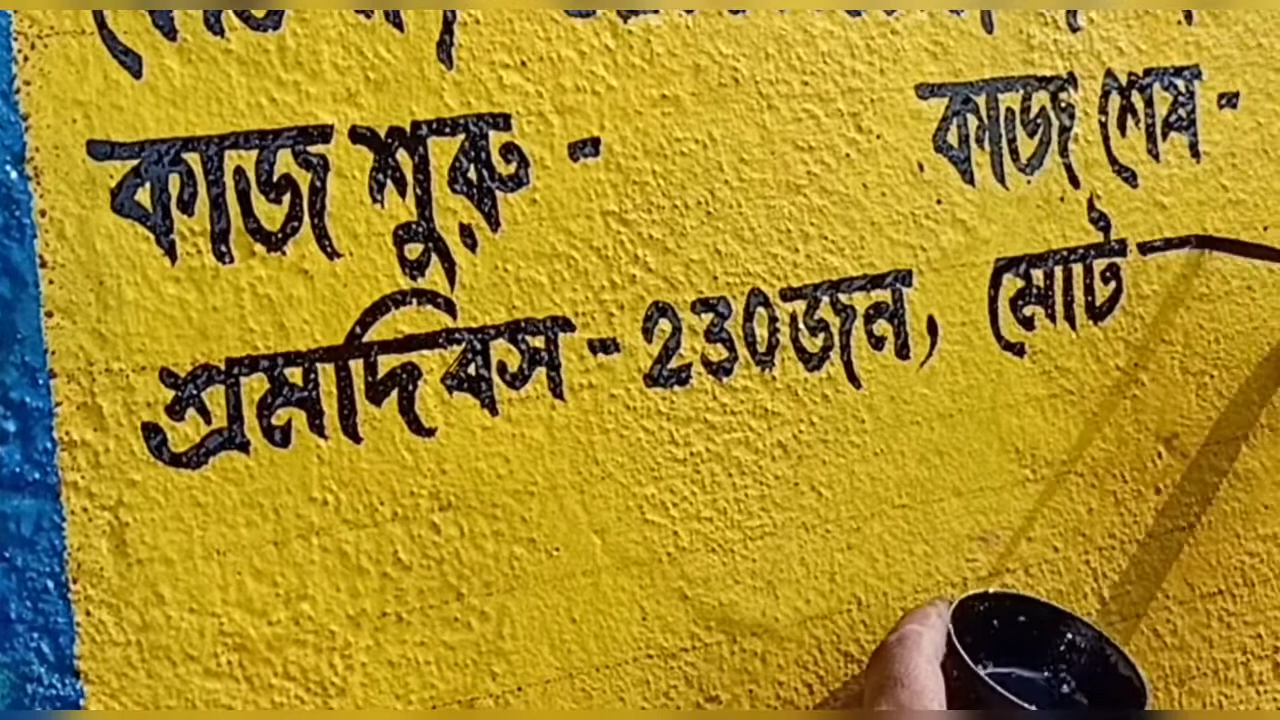 কাজ শুরু - কাজ শেষ -
শ্রমদিবস - 230জন, মোট